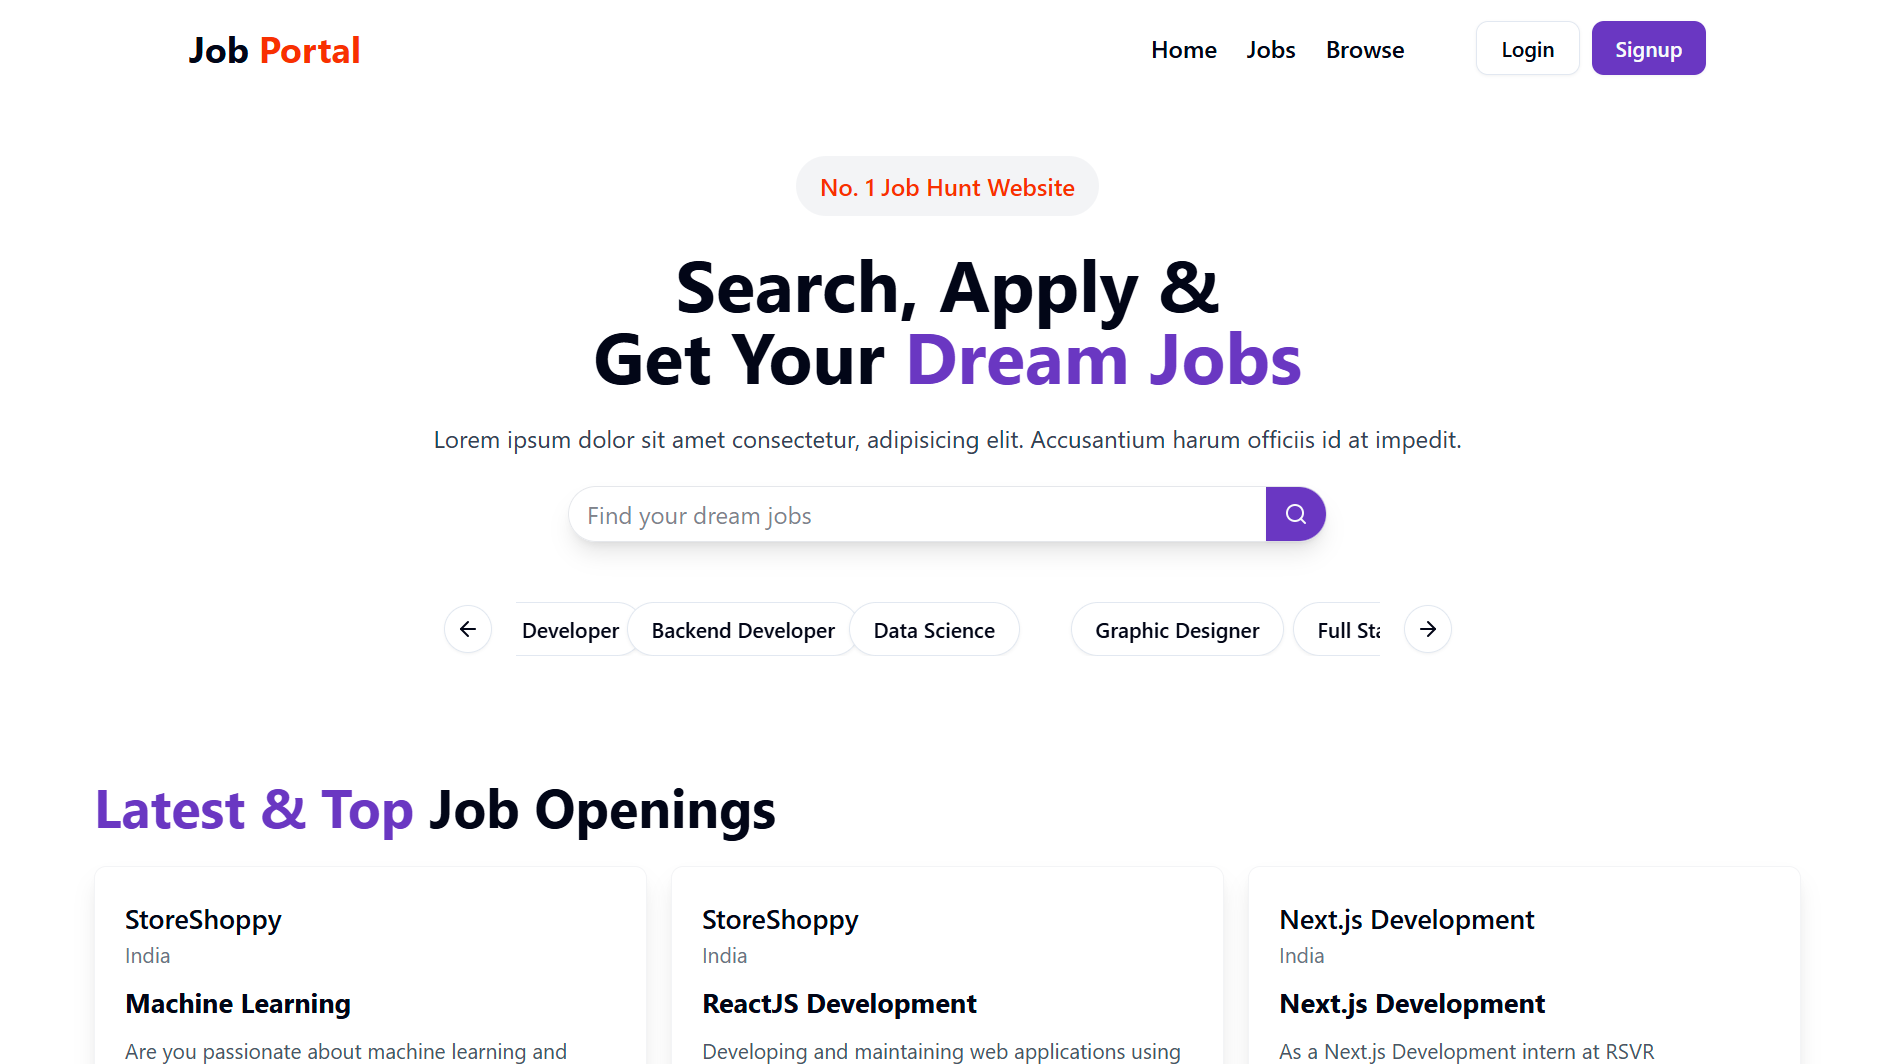 Job Portal
Home Jobs Browse Login Signup
No. 1 Job Hunt Website
Search, Apply &
Get Your Dream Jobs
Lorem ipsum dolor sit amet consectetur, adipisicing elit. Accusantium harum officiis id at impedit.
Find your dream jobs
Developer Backend Developer Data Science Graphic Designer Full Sta
Latest & Top Job Openings
StoreShoppy
India
Machine Learning
Are you passionate about machine learning and
StoreShoppy
India
ReactJS Development
Developing and maintaining web applications using
Next.js Development
India
Next.js Development
As a Next.js Development intern at RSVR